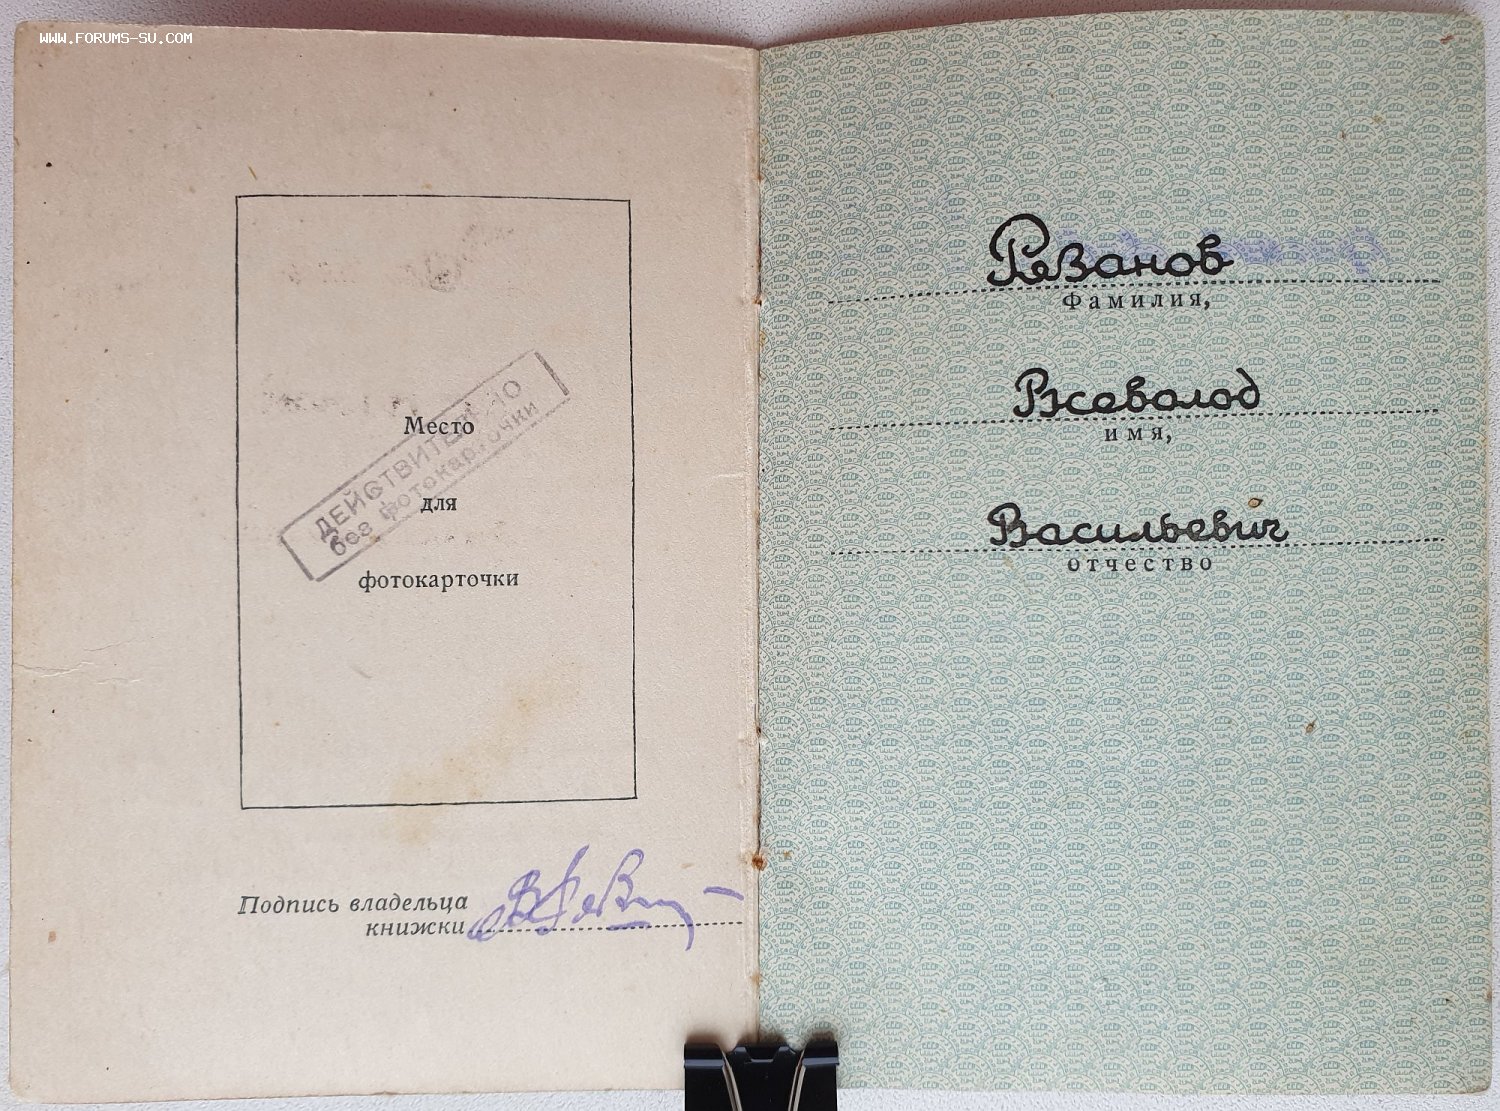 WWW.FORUMS-SU.COM
Место
для
фотокарточки
ДЕЙСТВИТЕЛЬНО
без фотокарточки
Подпись владельца
книжки
Резанов
Фамилия,
Всеволод
имя,
Васильевич
отчество